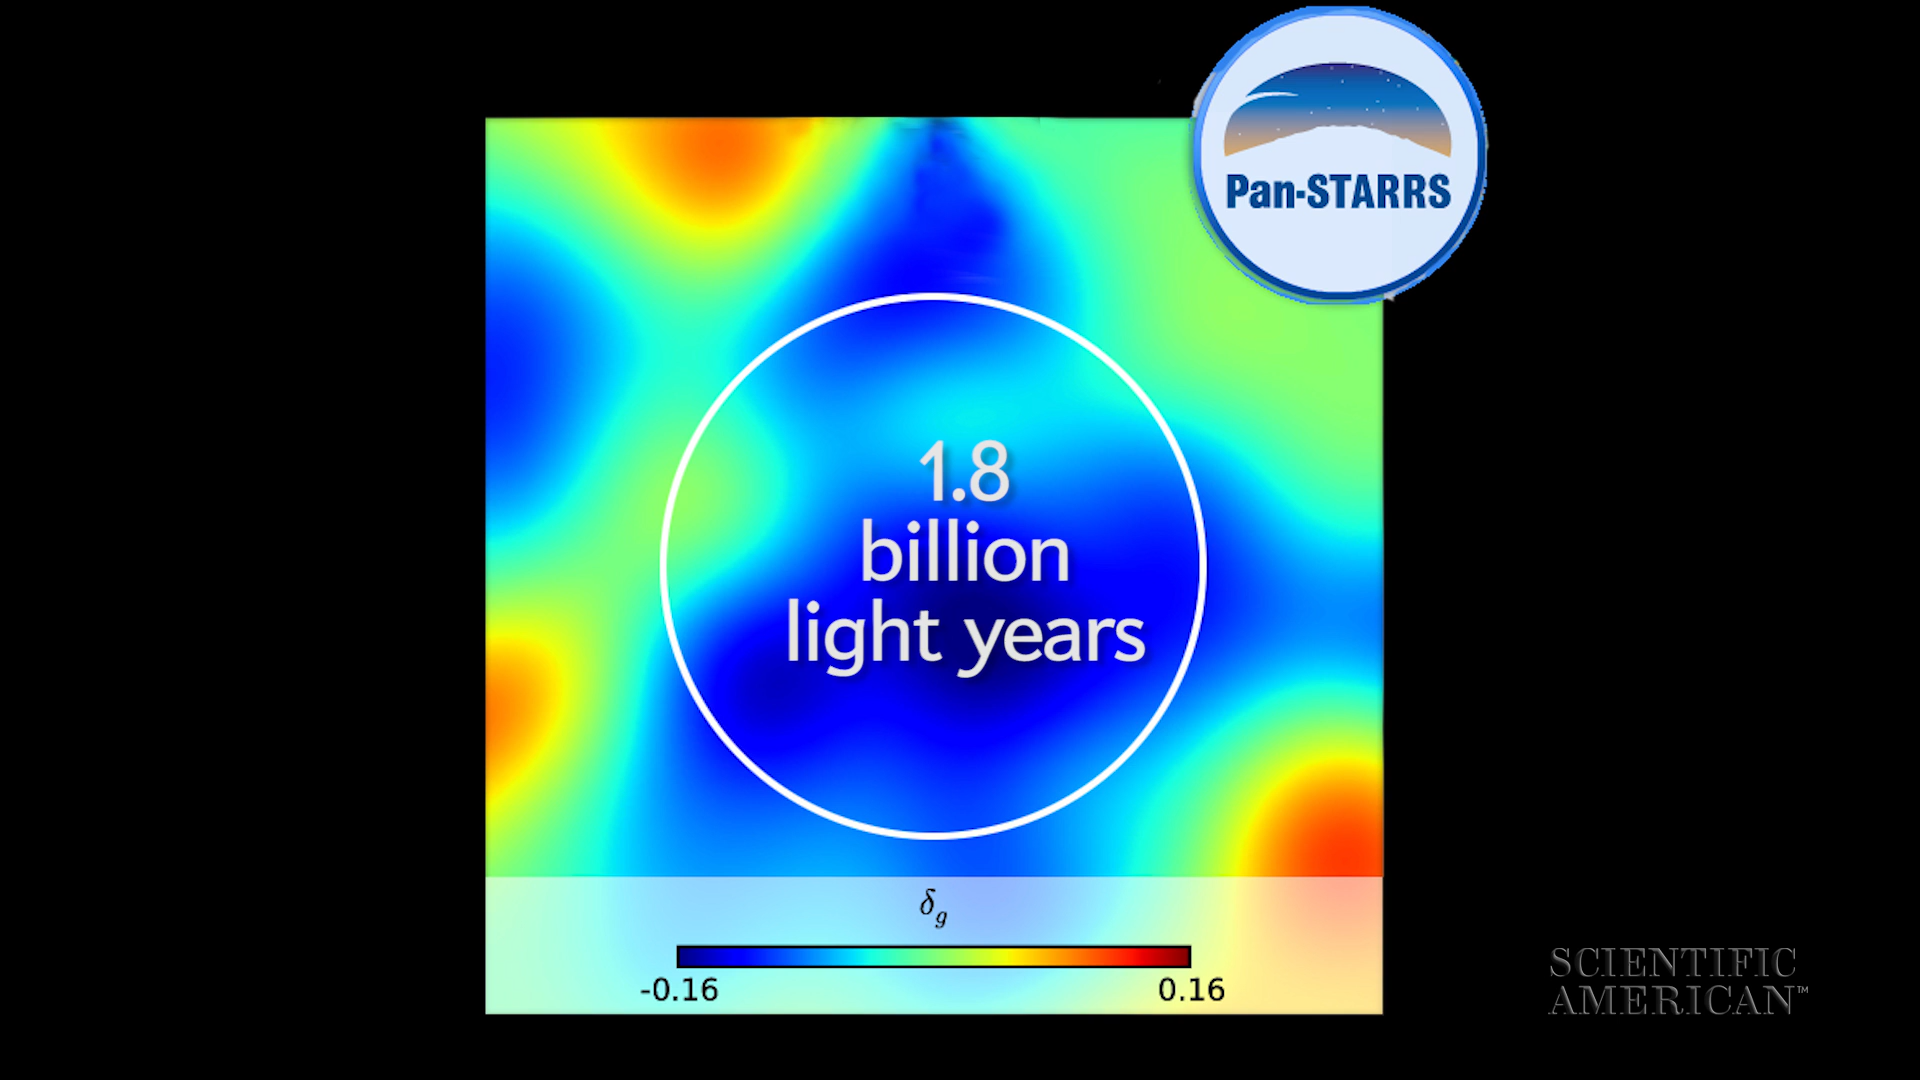 Pan-STARRS
1.8
billion
light years
δg
-0.16
0.16
SCIENTIFIC
AMERICAN™